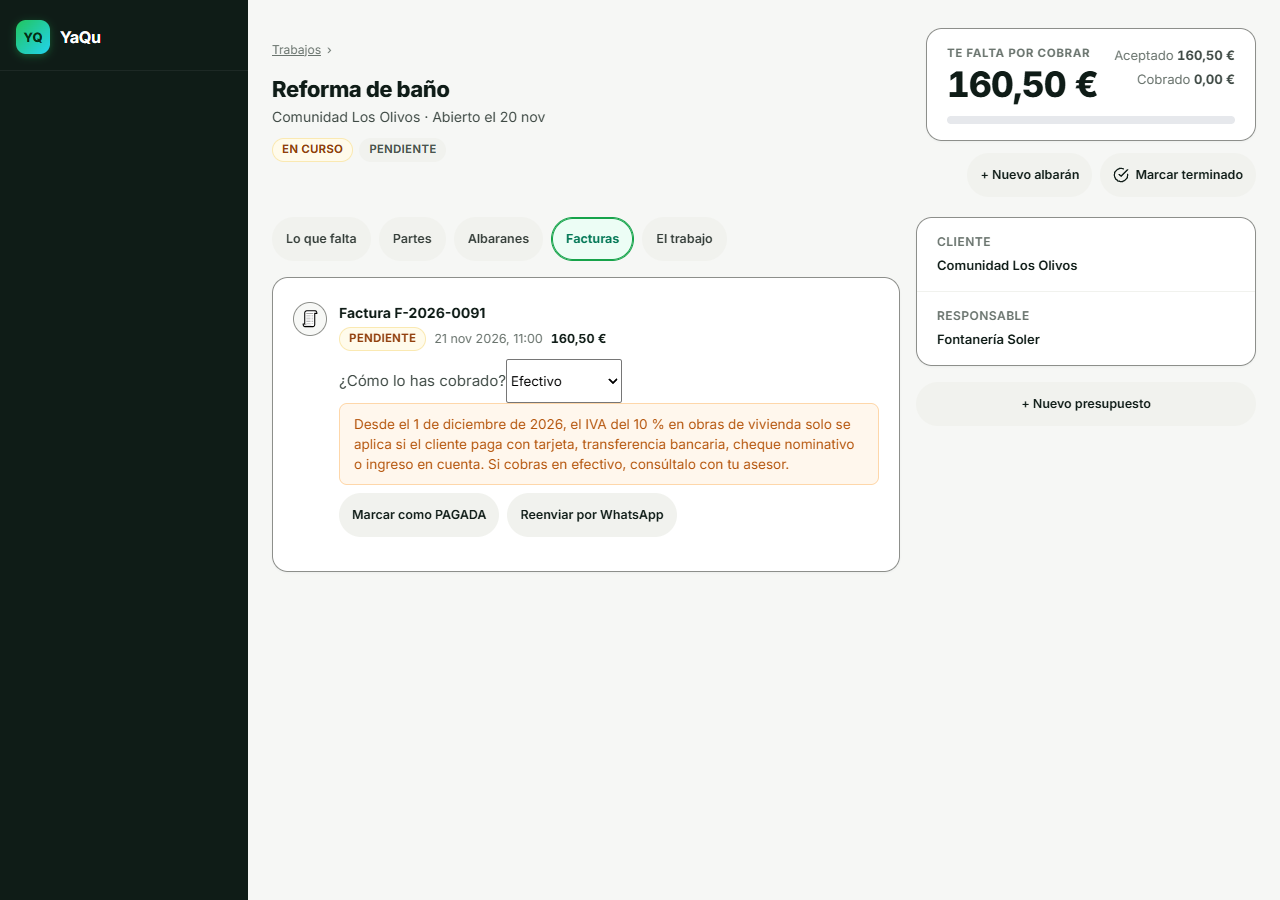 YQ YaQu
Trabajos ›
Reforma de baño
Comunidad Los Olivos · Abierto el 20 nov
EN CURSO PENDIENTE
TE FALTA POR COBRAR
160,50 €
Aceptado 160,50 €
Cobrado 0,00 €
+ Nuevo albarán
Marcar terminado
Lo que falta
Partes
Albaranes
Facturas
El trabajo
Factura F-2026-0091
PENDIENTE 21 nov 2026, 11:00 160,50 €
¿Cómo lo has cobrado? Efectivo
Desde el 1 de diciembre de 2026, el IVA del 10 % en obras de vivienda solo se
aplica si el cliente paga con tarjeta, transferencia bancaria, cheque nominativo
o ingreso en cuenta. Si cobras en efectivo, consúltalo con tu asesor.
Marcar como PAGADA
Reenviar por WhatsApp
CLIENTE
Comunidad Los Olivos
RESPONSABLE
Fontanería Soler
+ Nuevo presupuesto